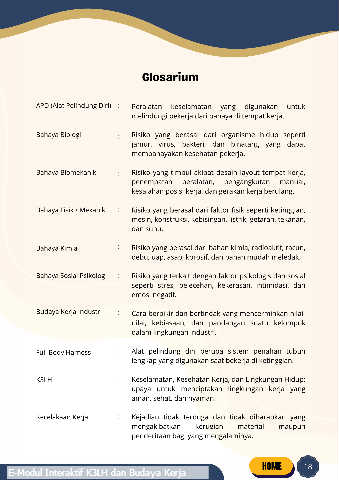 Glosarium
APD (Alat Pelindung Diri) : Peralatan keselamatan yang digunakan untuk
melindungi pekerja dari bahaya di tempat kerja.
Bahaya Biologi : Risiko yang berasal dari organisme hidup seperti
jamur, virus, bakteri, dan binatang yang dapat
membahayakan kesehatan pekerja.
Bahaya Biomekanik : Risiko yang timbul akibat desain layout tempat kerja,
penempatan peralatan, pengangkutan manual,
kesalahan posisi kerja, dan gerakan kerja berulang.
Bahaya Fisik / Mekanik : Risiko yang berasal dari faktor fisik seperti ketinggian,
mesin, konstruksi, kebisingan, listrik, getaran, tekanan,
dan suhu.
Bahaya Kimia : Risiko yang berasal dari bahan kimia, radioaktif, racun,
debu, uap, asap, korosif, dan bahan mudah meledak.
Bahaya Sosial Psikologi : Risiko yang terkait dengan faktor psikologis dan sosial
seperti stres, pelecehan, kekerasan, intimidasi, dan
emosi negatif.
Budaya Kerja Industri : Cara berpikir dan bertindak yang mencerminkan nilai-
nilai, kebiasaan, dan pandangan suatu kelompok
dalam lingkungan industri.
Full Body Harness : Alat pelindung diri berupa sistem penahan tubuh
lengkap yang digunakan saat bekerja di ketinggian.
K3LH : Keselamatan, Kesehatan Kerja, dan Lingkungan Hidup;
upaya untuk menciptakan lingkungan kerja yang
aman, sehat, dan nyaman.
Kecelakaan Kerja : Kejadian tidak terduga dan tidak diharapkan yang
mengakibatkan kerugian material maupun
penderitaan bagi yang mengalaminya.
E-Modul Interaktif K3LH dan Budaya Kerja
HOME
18